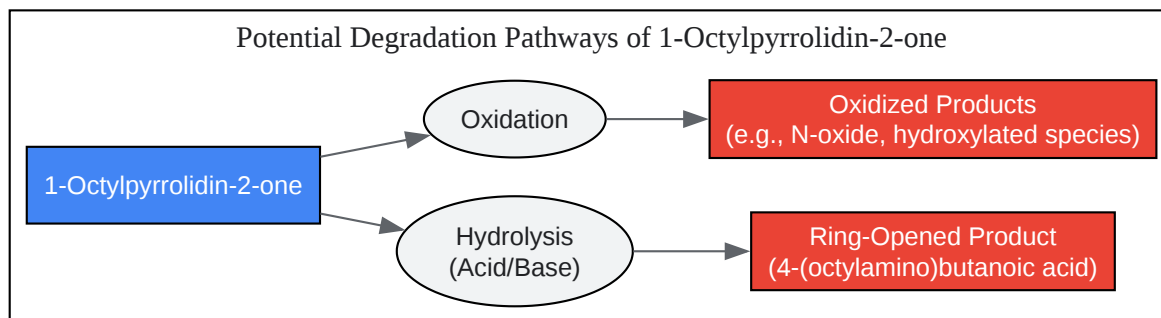 Potential Degradation Pathways of 1-Octylpyrrolidin-2-one
1-Octylpyrrolidin-2-one
Oxidation
Oxidized Products
(e.g., N-oxide, hydroxylated species)
Hydrolysis
(Acid/Base)
Ring-Opened Product
(4-(octylamino)butanoic acid)